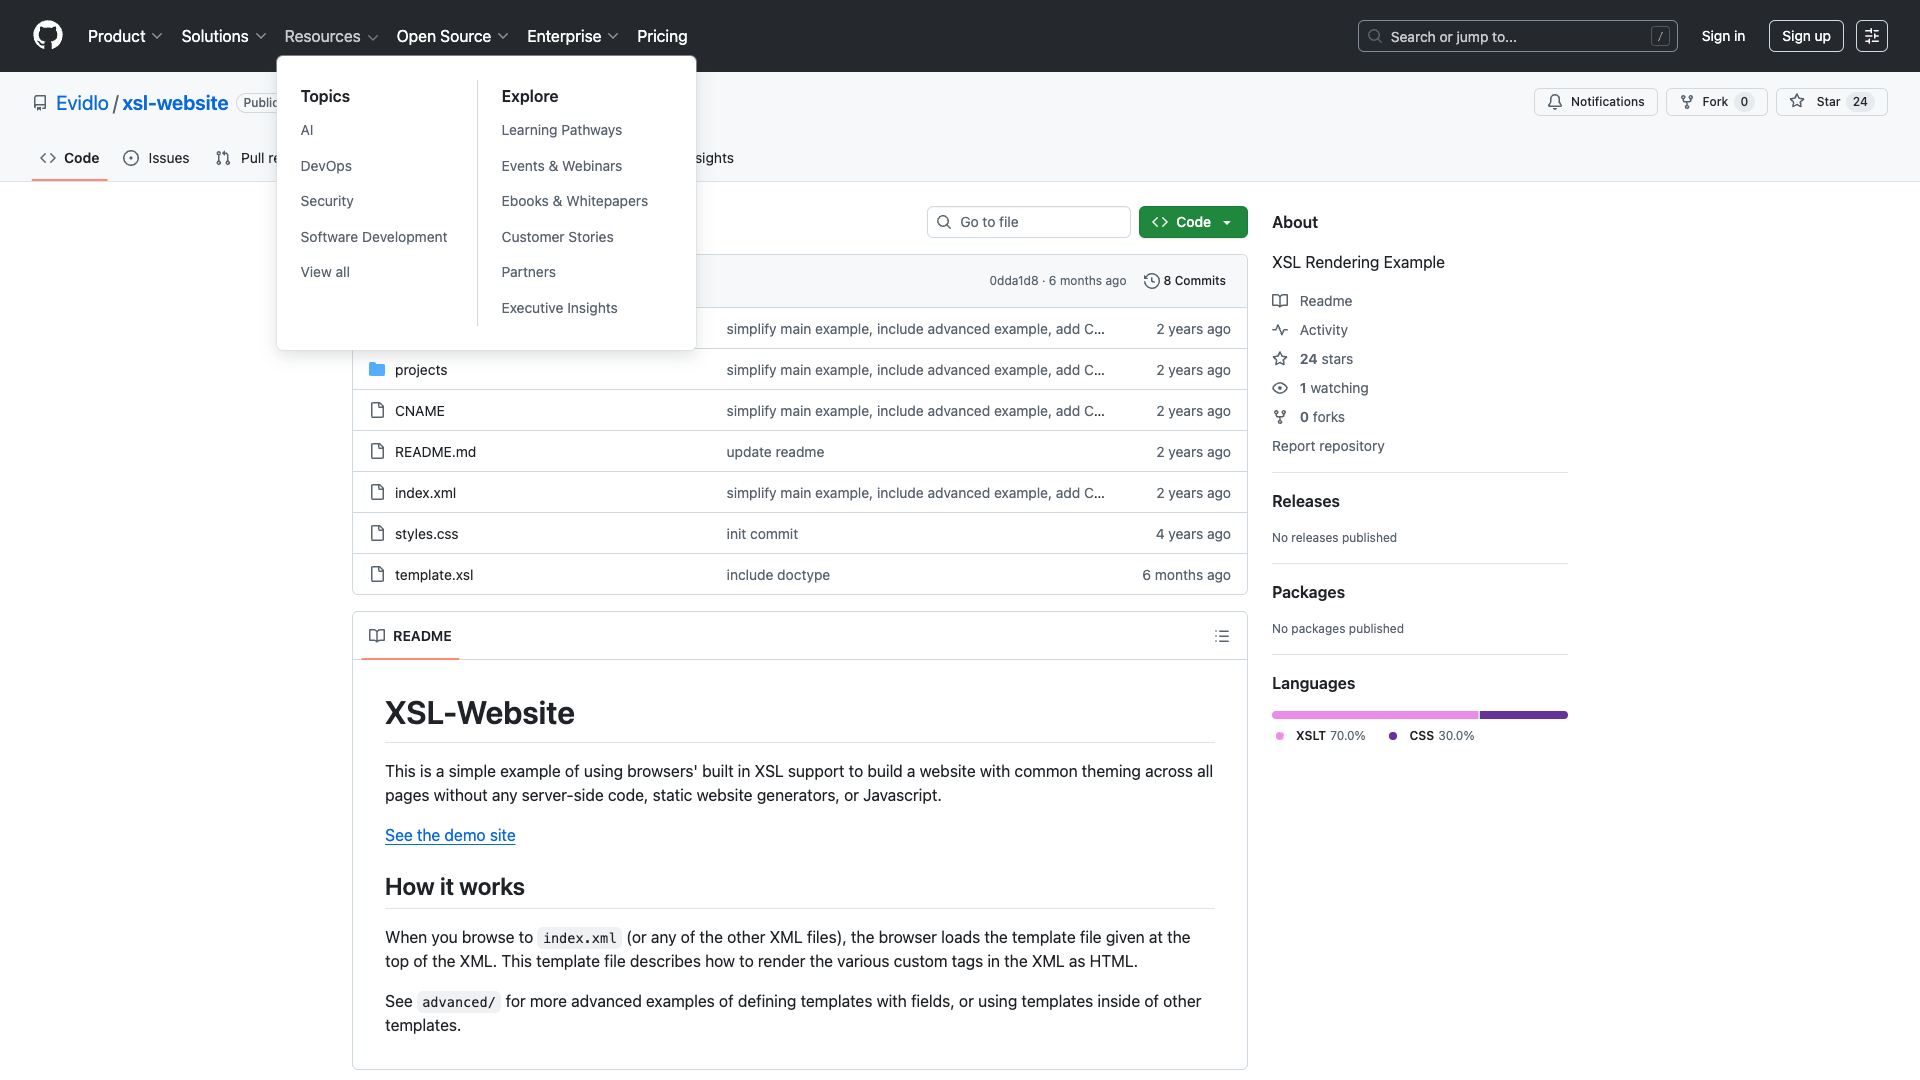 Product
Solutions
Resources
Open Source
Enterprise
Pricing
Search or jump to...
/
Sign in
Sign up
Topics
AI
DevOps
Security
Software Development
View all
Explore
Learning Pathways
Events & Webinars
Ebooks & Whitepapers
Customer Stories
Partners
Executive Insights
Evidlo / xsl-website
Public
Notifications
Fork 0
Star 24
Code
Issues
Pull re
sights
Go to file
Code
0dda1d8 · 6 months ago
8 Commits
simplify main example, include advanced example, add C... 2 years ago
projects simplify main example, include advanced example, add C... 2 years ago
CNAME simplify main example, include advanced example, add C... 2 years ago
README.md update readme 2 years ago
index.xml simplify main example, include advanced example, add C... 2 years ago
styles.css init commit 4 years ago
template.xsl include doctype 6 months ago
README
XSL-Website
This is a simple example of using browsers' built in XSL support to build a website with common theming across all
pages without any server-side code, static website generators, or Javascript.
See the demo site
How it works
When you browse to index.xml (or any of the other XML files), the browser loads the template file given at the
top of the XML. This template file describes how to render the various custom tags in the XML as HTML.
See advanced/ for more advanced examples of defining templates with fields, or using templates inside of other
templates.
About
XSL Rendering Example
Readme
Activity
24 stars
1 watching
0 forks
Report repository
Releases
No releases published
Packages
No packages published
Languages
XSLT 70.0%
CSS 30.0%